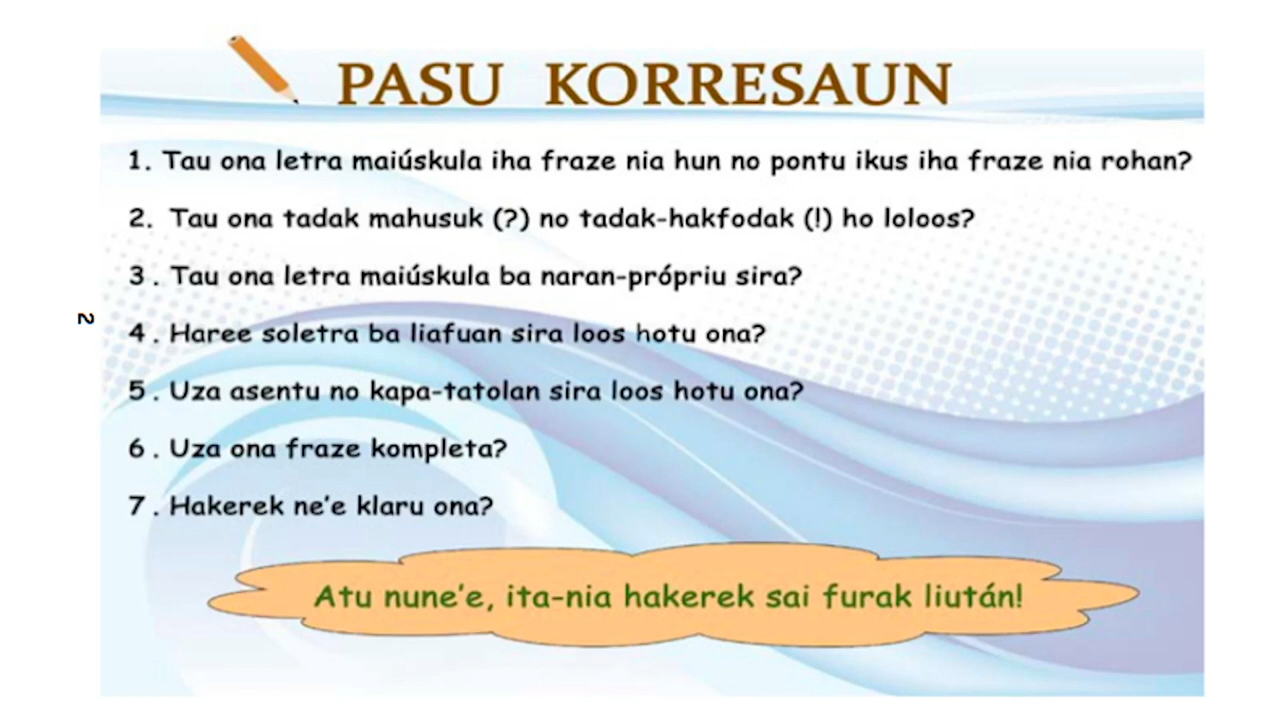 PASU KORRESAUN
1. Tau ona letra maiúskula iha fraze nia hun no pontu ikus iha fraze nia rohan?
2. Tau ona tadak mahusuk (?) no tadak-hakfodak (!) ho loloos?
3. Tau ona letra maiúskula ba naran-própriu sira?
2
4. Haree soletra ba liafuan sira loos hotu ona?
5. Uza asentu no kapa-tatolan sira loos hotu ona?
6. Uza ona fraze kompleta?
7. Hakerek ne’e klaru ona?
Atu nune’e, ita-nia hakerek sai furak liután!